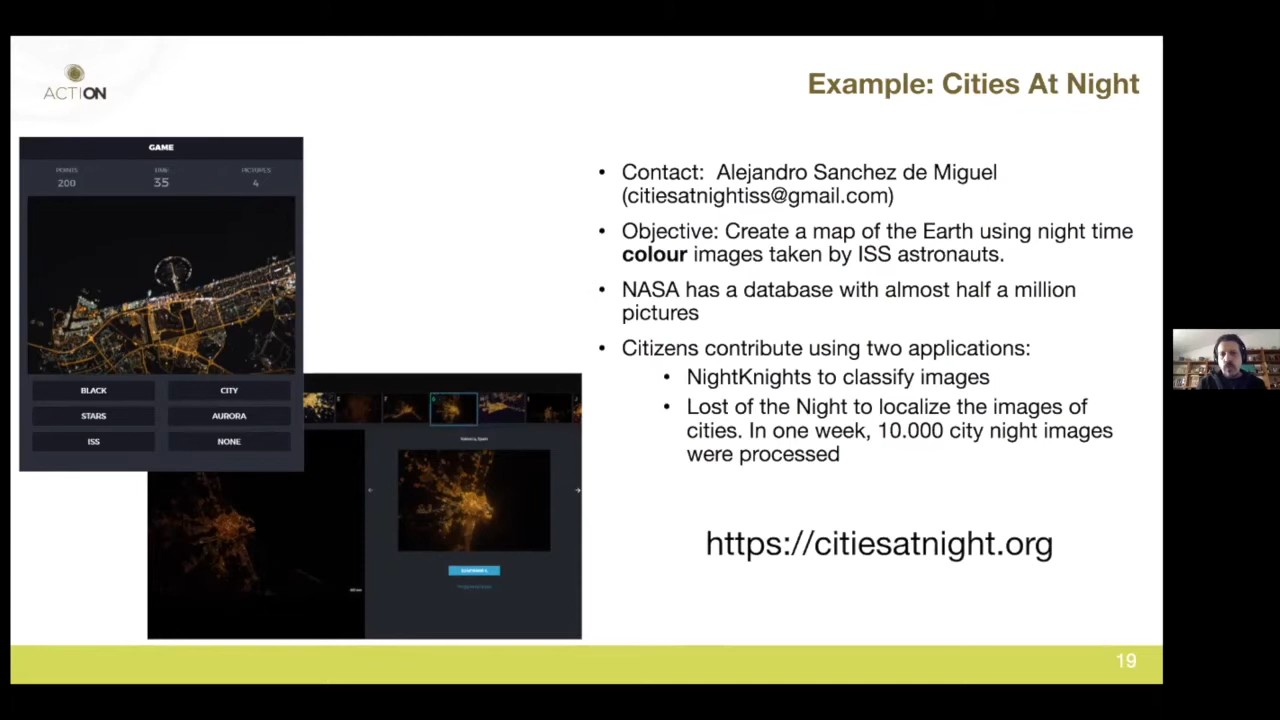 ACTION
Example: Cities At Night
GAME
POINTS
TIME
PICTURES
200
35
4
BLACK
CITY
STARS
AURORA
ISS
NONE
Valencia, Spain
• Contact: Alejandro Sanchez de Miguel
(citiesatnightiss@gmail.com)
• Objective: Create a map of the Earth using night time
colour images taken by ISS astronauts.
• NASA has a database with almost half a million
pictures
• Citizens contribute using two applications:
• NightKnights to classify images
• Lost of the Night to localize the images of
cities. In one week, 10.000 city night images
were processed
https://citiesatnight.org
19